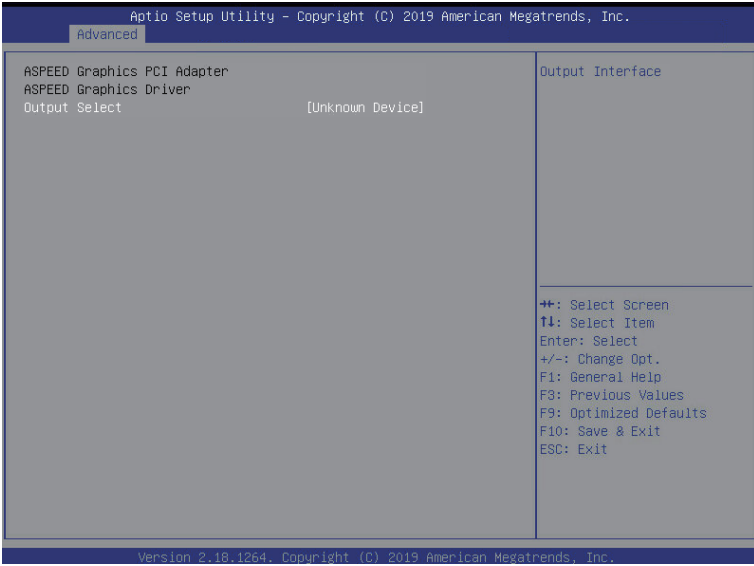 Aptio Setup Utility – Copyright (C) 2019 American Megatrends, Inc.
Advanced
ASPEED Graphics PCI Adapter
ASPEED Graphics Driver
Output Select [Unknown Device]
Output Interface
→←: Select Screen
↑↓: Select Item
Enter: Select
+/-: Change Opt.
F1: General Help
F3: Previous Values
F9: Optimized Defaults
F10: Save & Exit
ESC: Exit
Version 2.18.1264. Copyright (C) 2019 American Megatrends, Inc.